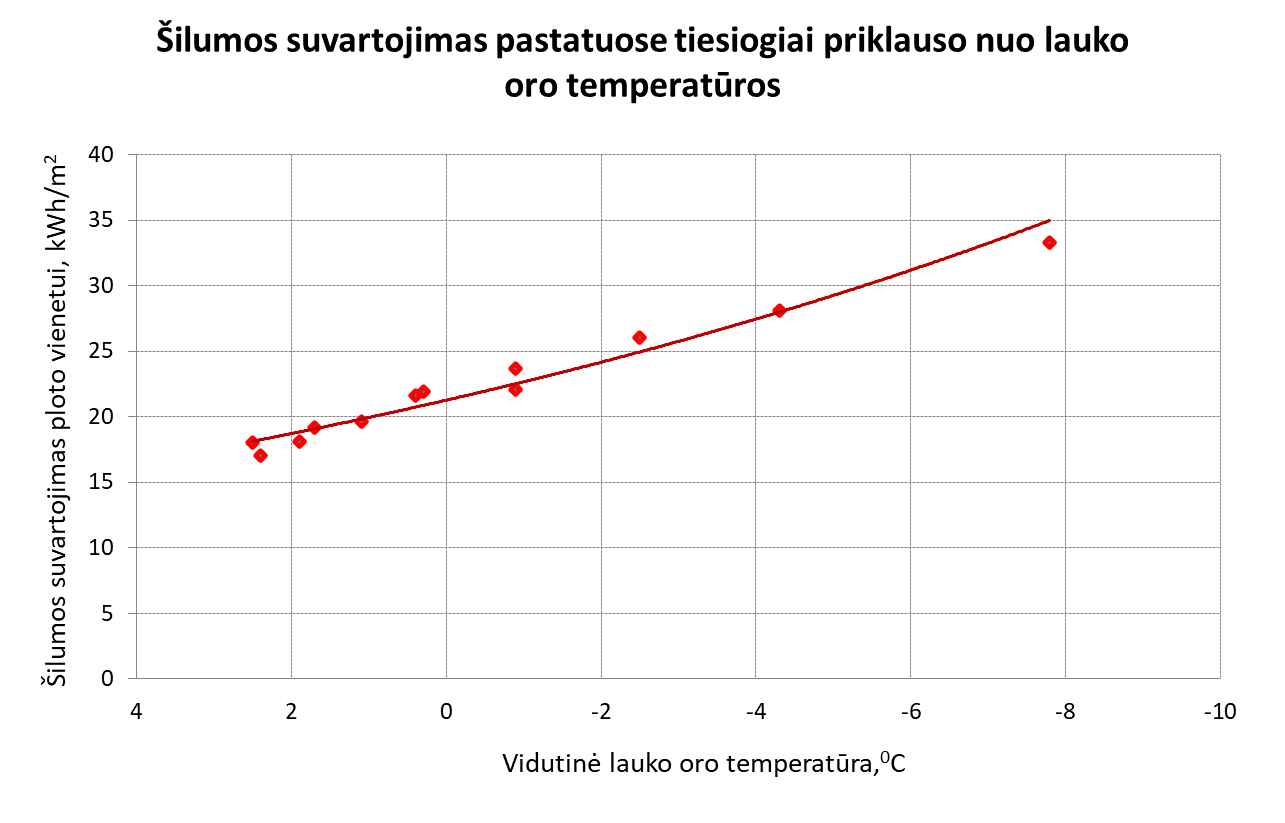 Šilumos suvartojimas pastatuose tiesiogiai priklauso nuo lauko
oro temperatūros
Šilumos suvartojimas ploto vienetui, kWh/m²
40
35
30
25
20
15
10
5
0
4 2 0 -2 -4 -6 -8 -10
Vidutinė lauko oro temperatūra,⁰C